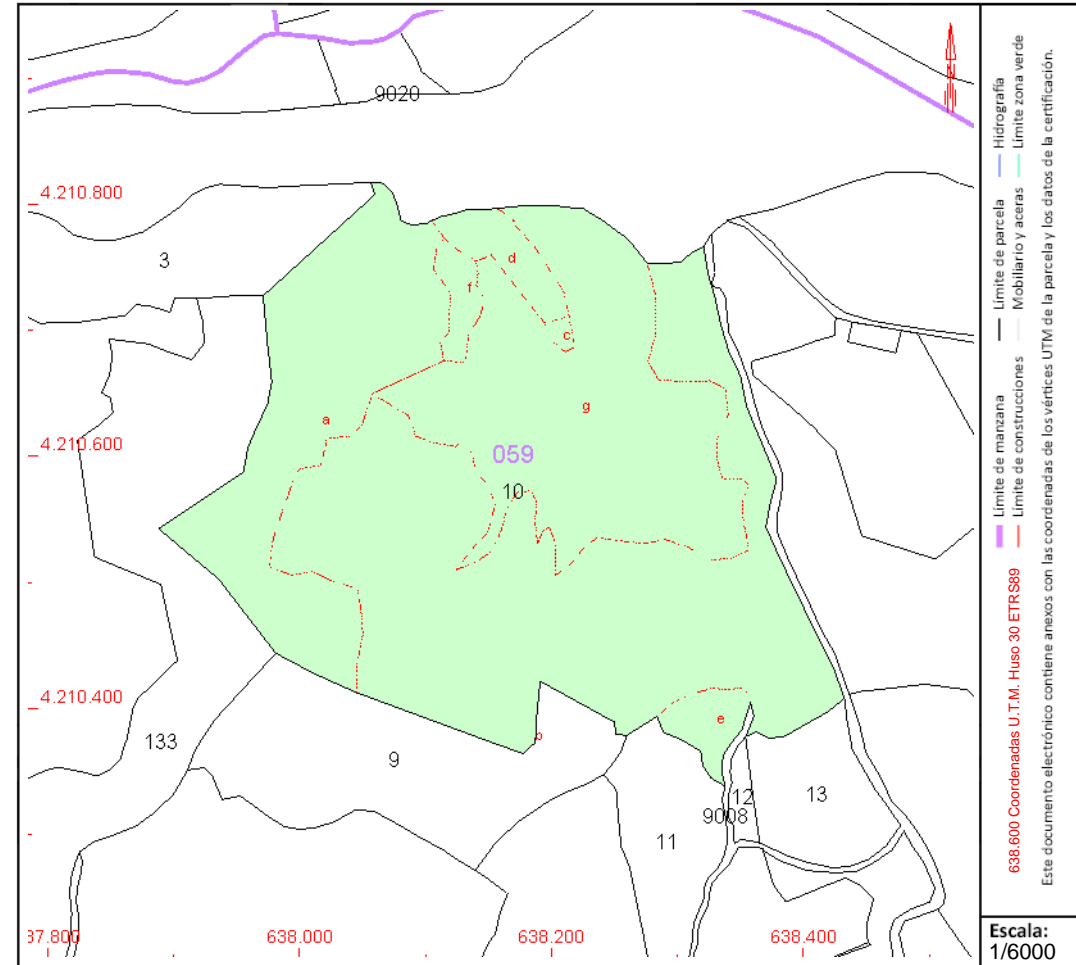 9020
4.210.800
3
d
f
c
a
g
4.210.600
059
10
4.210.400
133
9
b
e
12
13
9008
11
37.800
638.000
638.200
638.400
N
Hidrografía
Límite zona verde
Límite de parcela
Mobiliario y aceras
Límite de manzana
Límite de construcciones
638.600 Coordenadas U.T.M. Huso 30 ETRS89
Este documento electrónico contiene anexos con las coordenadas de los vértices UTM de la parcela y los datos de la certificación.
Escala:
1/6000